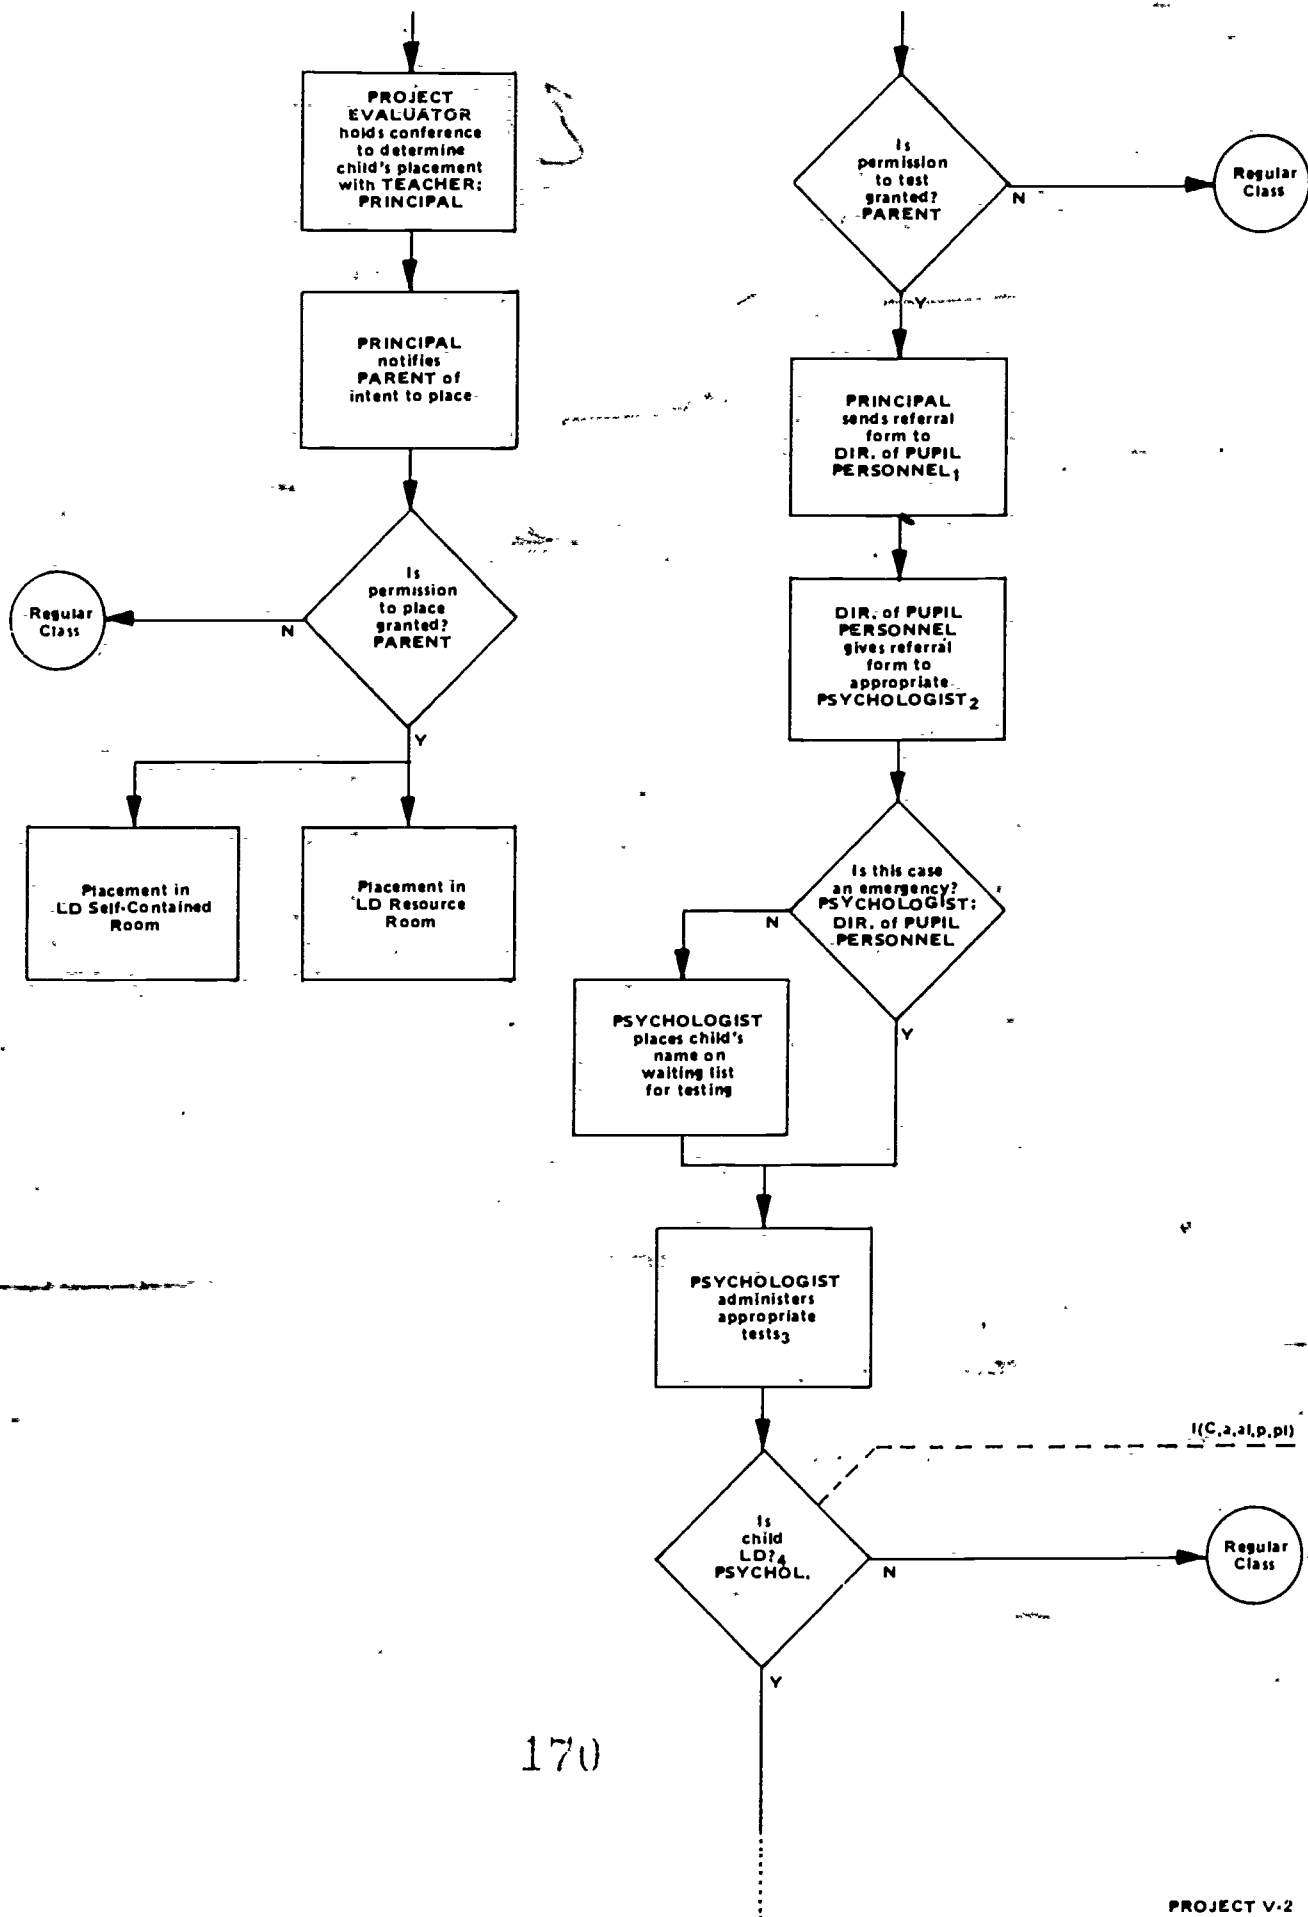 PROJECT
EVALUATOR
holds conference
to determine
child's placement
with TEACHER;
PRINCIPAL
PRINCIPAL
notifies
PARENT of
intent to place
Is
permission
to place
granted?
PARENT
N
Regular
Class
Y
Placement in
LD Self-Contained
Room
Placement in
LD Resource
Room
Is
permission
to test
granted?
PARENT
N
Regular
Class
Y
PRINCIPAL
sends referral
form to
DIR. of PUPIL
PERSONNEL1
DIR. of PUPIL
PERSONNEL
gives referral
form to
appropriate
PSYCHOLOGIST2
Is this case
an emergency?
PSYCHOLOGIST;
DIR. of PUPIL
PERSONNEL
N
Y
PSYCHOLOGIST
places child's
name on
waiting list
for testing
PSYCHOLOGIST
administers
appropriate
tests3
I(C,a,al,p,pl)
Is
child
LD?4
PSYCHOL.
N
Regular
Class
Y
170
PROJECT V-2